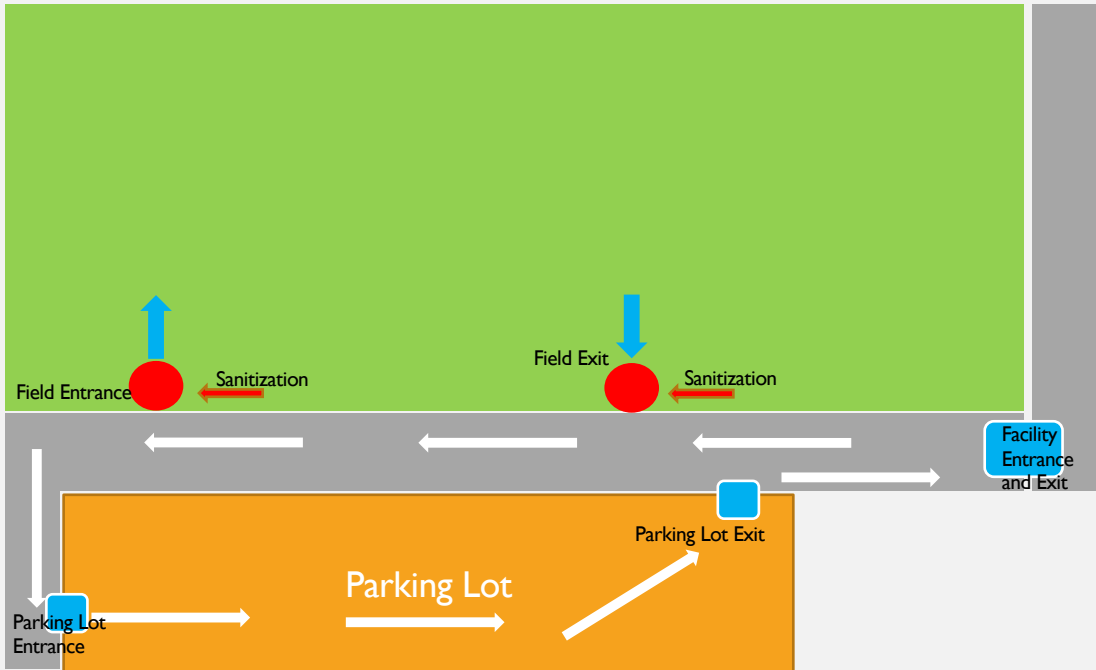 Field Exit
Sanitization
Sanitization
Field Entrance
Facility
Entrance
and Exit
Parking Lot Exit
Parking Lot
Parking Lot
Entrance